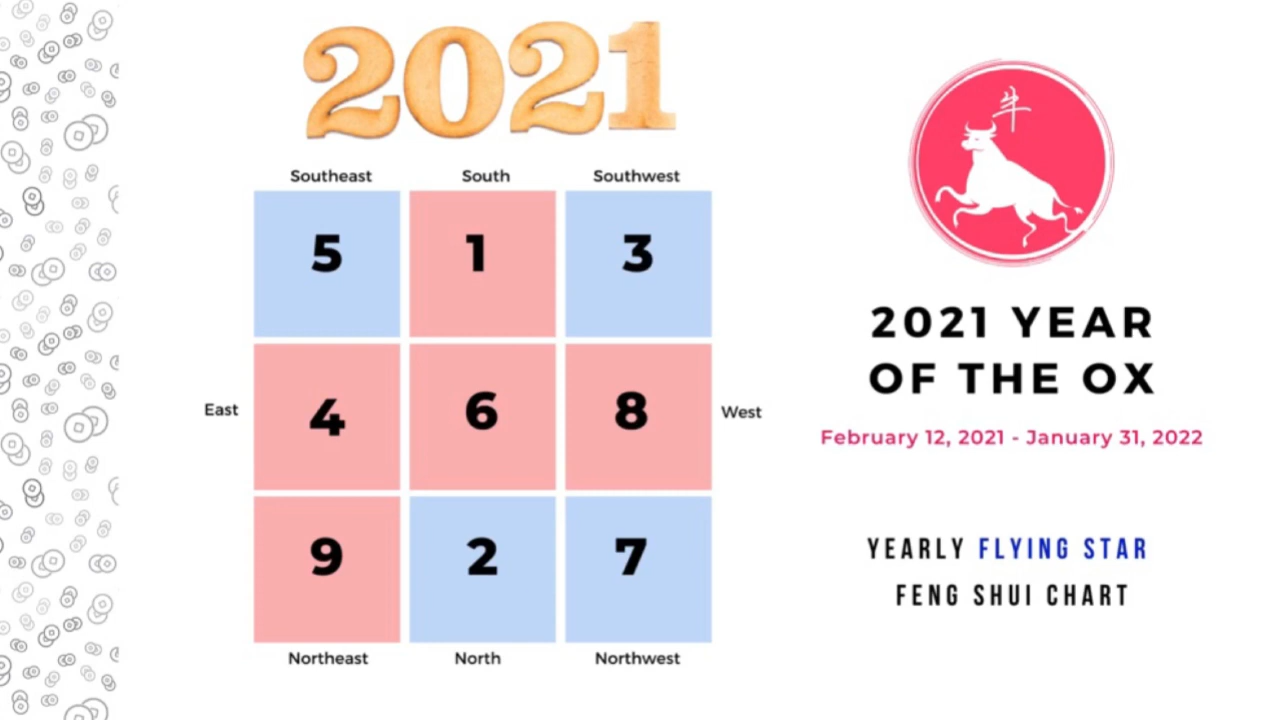 2021
Southeast South Southwest
5 1 3
East 4 6 8 West
9 2 7
Northeast North Northwest
牛
2021 YEAR
OF THE OX
February 12, 2021 - January 31, 2022
YEARLY FLYING STAR
FENG SHUI CHART